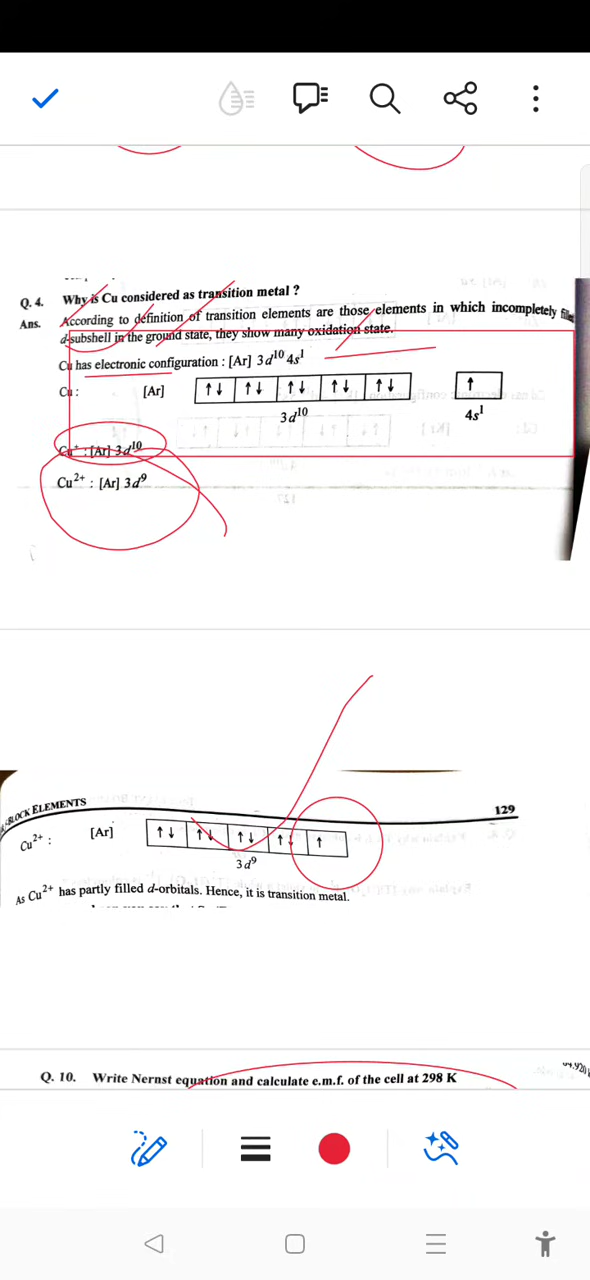 Q. 4. Why is Cu considered as transition metal ?
Ans. According to definition of transition elements are those elements in which incompletely filled
d-subshell in the ground state, they show many oxidation state.
Cu has electronic configuration : [Ar] 3d¹⁰ 4s¹
Cu : [Ar] ↑↓ ↑↓ ↑↓ ↑↓ ↑↓ ↑
3d¹⁰ 4s¹
Cu⁺ : [Ar] 3d¹⁰
Cu²⁺ : [Ar] 3d⁹
BLOCK ELEMENTS 129
Cu²⁺ : [Ar] ↑↓ ↑↓ ↑↓ ↑↓ ↑
3d⁹
As Cu²⁺ has partly filled d-orbitals. Hence, it is transition metal.
Q. 10. Write Nernst equation and calculate e.m.f. of the cell at 298 K